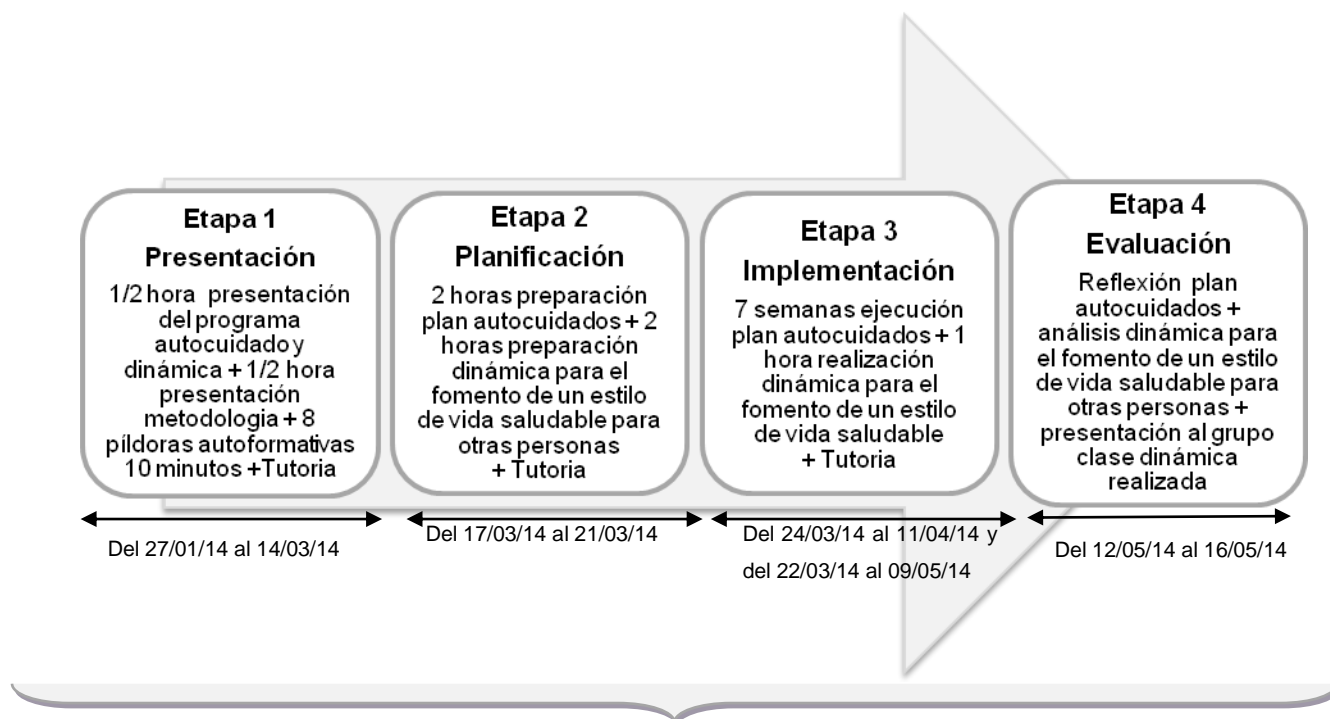 Etapa 1
Presentación
1/2 hora presentación
del programa
autocuidado y
dinámica + 1/2 hora
presentación
metodologia + 8
píldoras autoformativas
10 minutos +Tutoria
Del 27/01/14 al 14/03/14
Etapa 2
Planificación
2 horas preparación
plan autocuidados + 2
horas preparación
dinámica para el
fomento de un estilo
de vida saludable para
otras personas
+ Tutoria
Del 17/03/14 al 21/03/14
Etapa 3
Implementación
7 semanas ejecución
plan autocuidados + 1
hora realización
dinámica para el
fomento de un estilo
de vida saludable
+ Tutoria
Del 24/03/14 al 11/04/14 y
del 22/03/14 al 09/05/14
Etapa 4
Evaluación
Reflexión plan
autocuidados +
análisis dinámica para
el fomento de un estilo
de vida saludable para
otras personas +
presentación al grupo
clase dinámica
realizada
Del 12/05/14 al 16/05/14